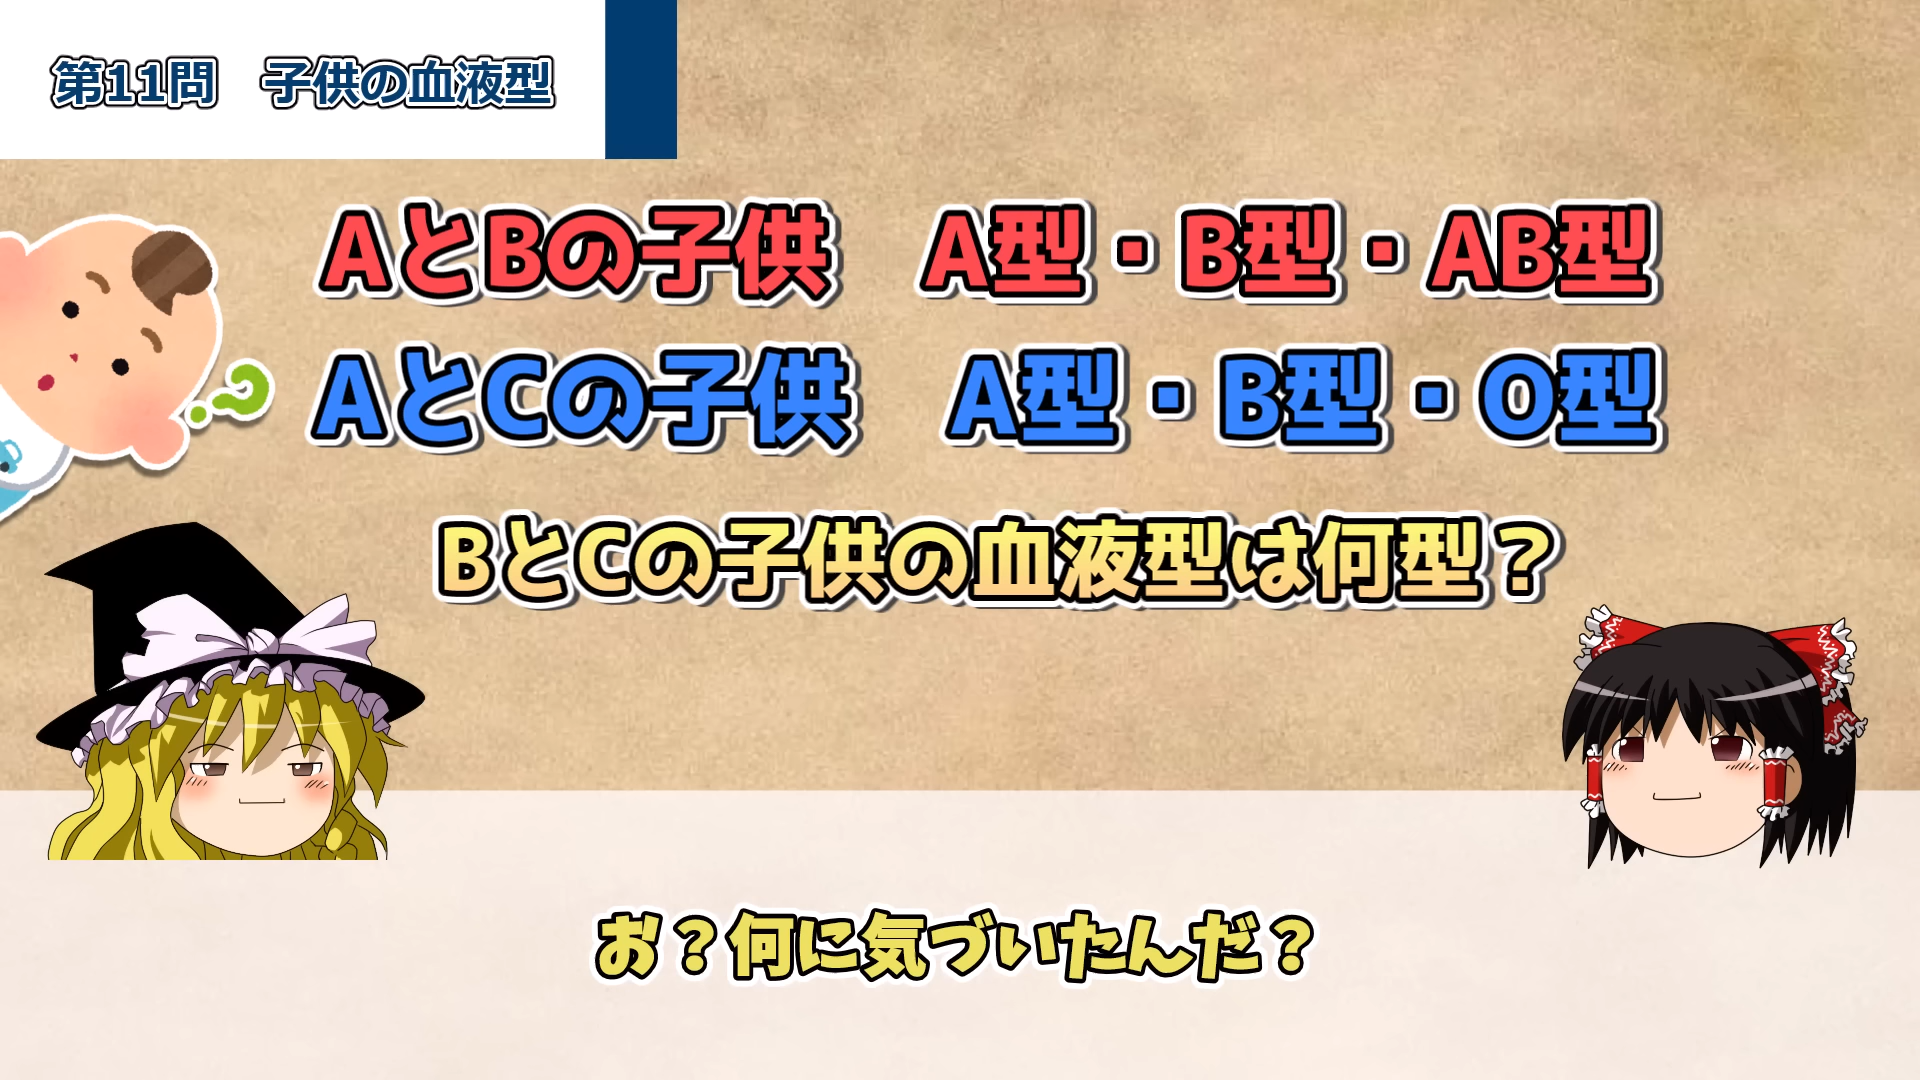 第11問　子供の血液型
AとBの子供　A型・B型・AB型
AとCの子供　A型・B型・O型
BとCの子供の血液型は何型？
お？何に気づいたんだ？